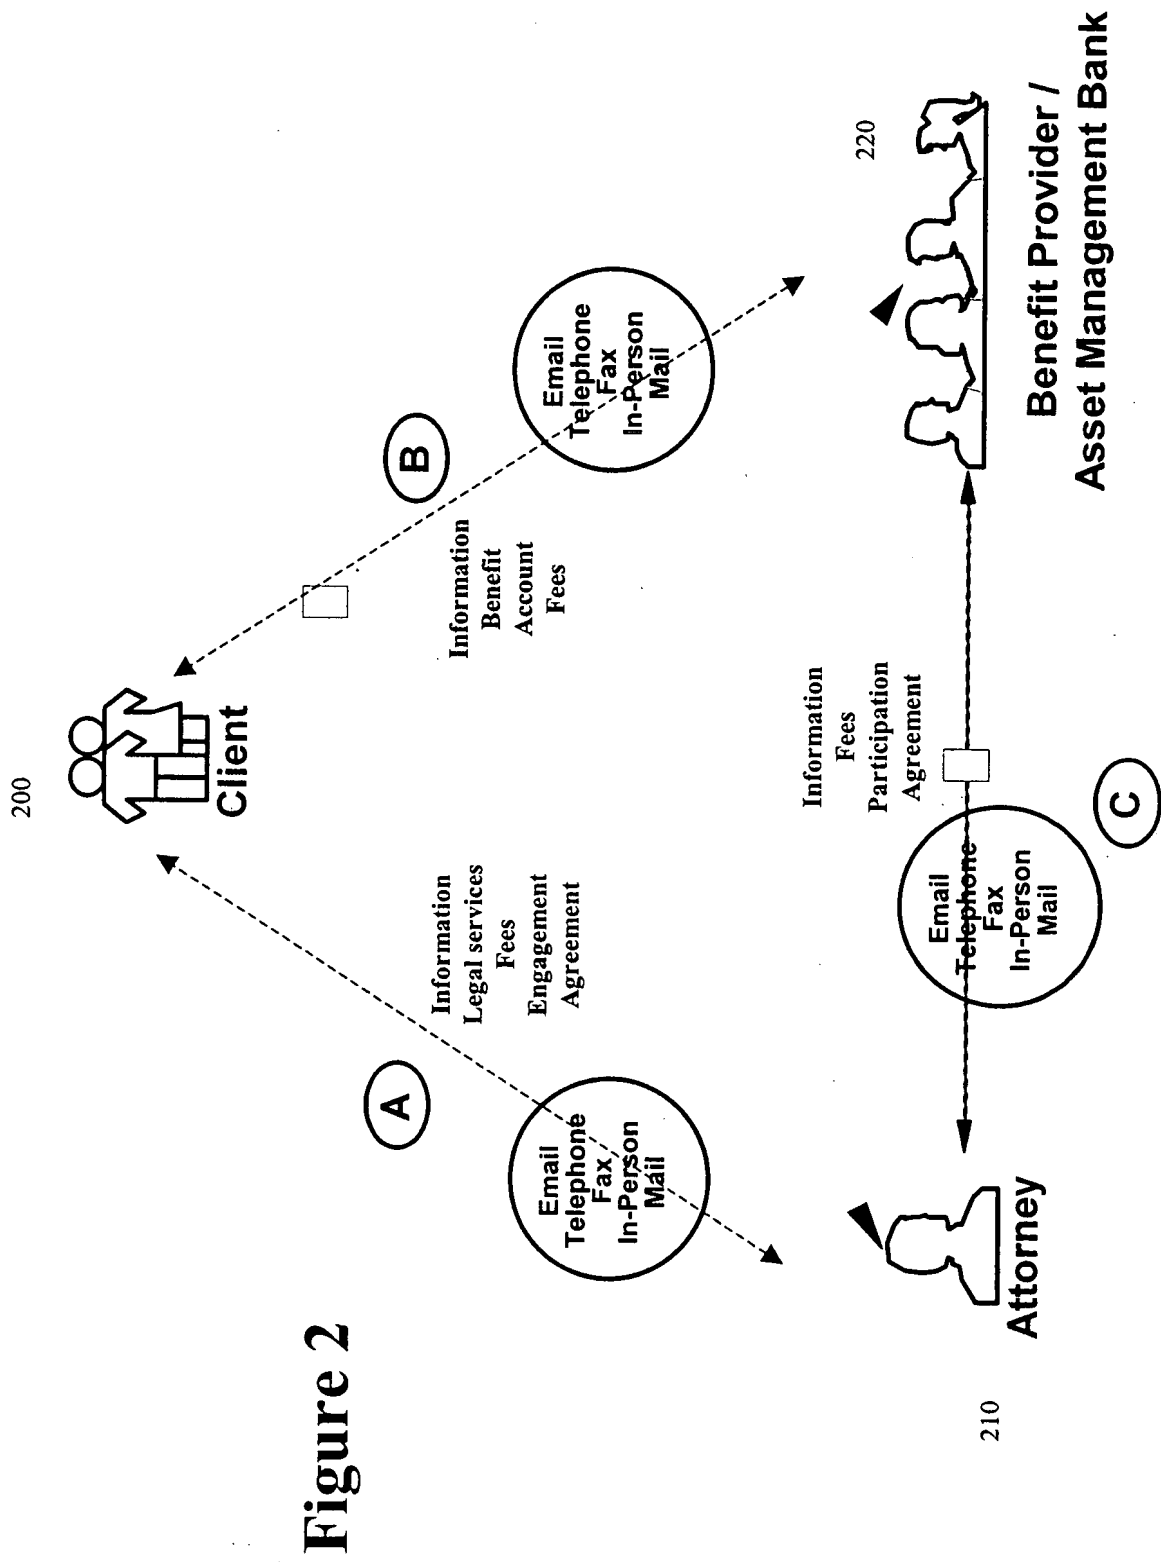 Figure 2
200
Client
A
Information
Legal services
Fees
Engagement
Agreement
Email
Telephone
Fax
In-Person
Mail
B
Information
Benefit
Account
Fees
Email
Telephone
Fax
In-Person
Mail
210
Attorney
Information
Fees
Participation
Agreement
Email
Telephone
Fax
In-Person
Mail
C
220
Benefit Provider /
Asset Management Bank